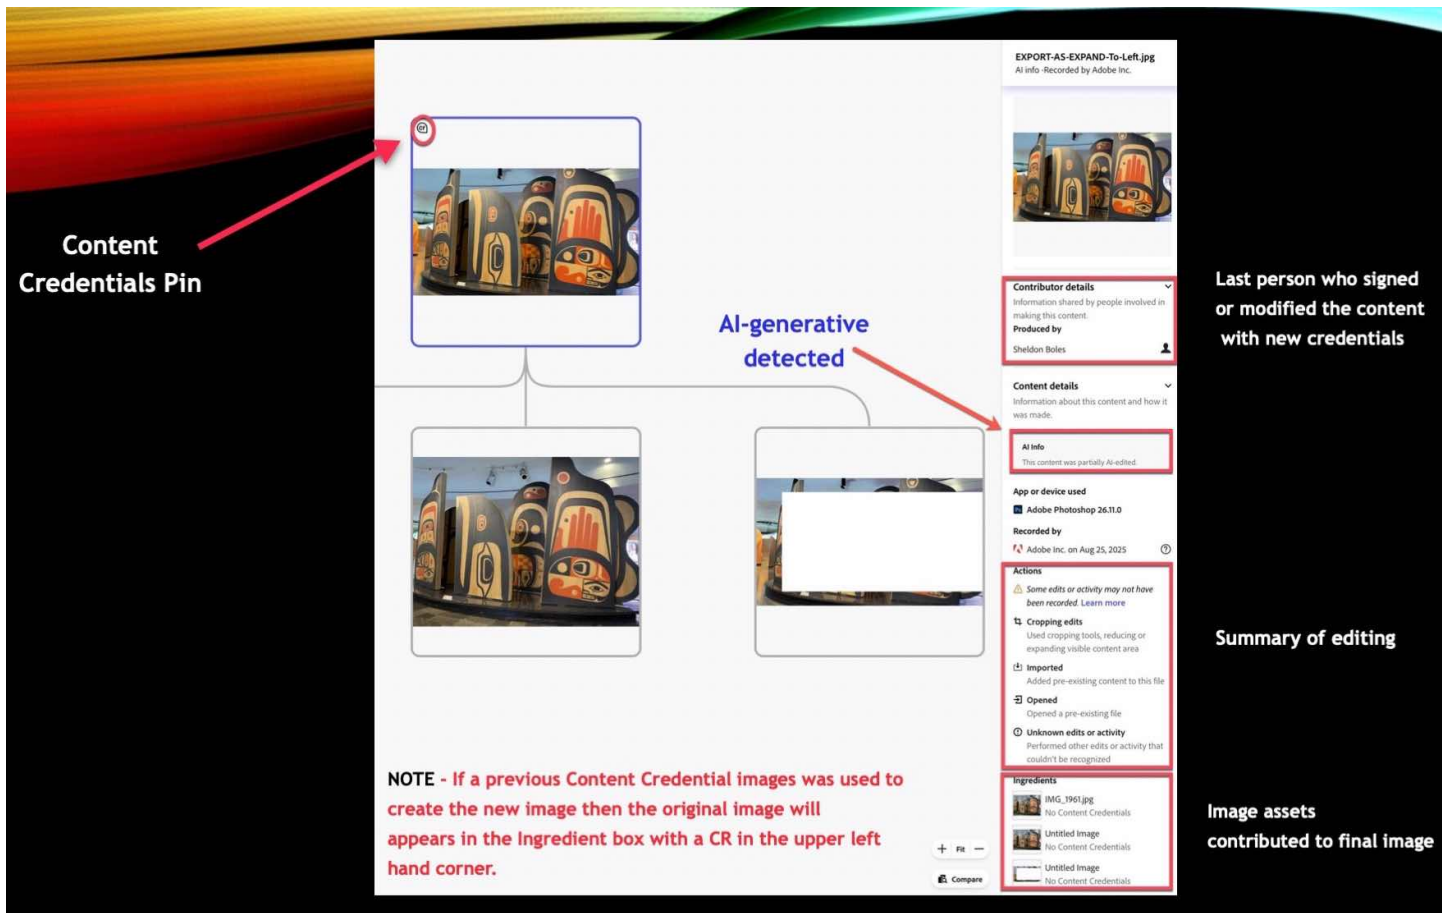 EXPORT-AS-EXPAND-To-Left.jpg
AI info -Recorded by Adobe Inc.
cr
Content
Credentials Pin
AI-generative
detected
Contributor details
Information shared by people involved in
making this content.
Produced by
Sheldon Boles
Last person who signed
or modified the content
with new credentials
Content details
Information about this content and how it
was made.
AI Info
This content was partially AI-edited.
App or device used
Ps Adobe Photoshop 26.11.0
Recorded by
Adobe Inc. on Aug 25, 2025
Actions
Some edits or activity may not have
been recorded. Learn more
Cropping edits
Used cropping tools, reducing or
expanding visible content area
Imported
Added pre-existing content to this file
Opened
Opened a pre-existing file
Unknown edits or activity
Performed other edits or activity that
couldn't be recognized
Summary of editing
Ingredients
IMG_1961.jpg
No Content Credentials
Untitled Image
No Content Credentials
Untitled Image
No Content Credentials
Image assets
contributed to final image
NOTE - If a previous Content Credential images was used to
create the new image then the original image will
appears in the Ingredient box with a CR in the upper left
hand corner.
+ Fit −
Compare